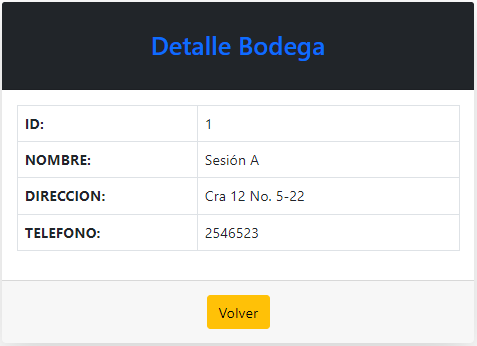 Detalle Bodega
ID: 1
NOMBRE: Sesión A
DIRECCION: Cra 12 No. 5-22
TELEFONO: 2546523
Volver